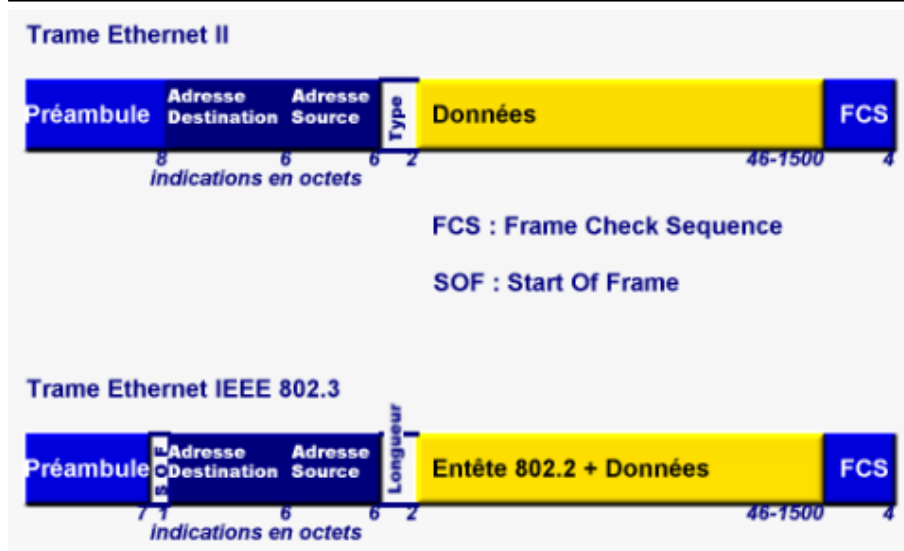 Trame Ethernet II
Préambule Adresse Destination Adresse Source Type Données FCS
8 6 6 2 46-1500 4
indications en octets
FCS : Frame Check Sequence
SOF : Start Of Frame
Trame Ethernet IEEE 802.3
Préambule SOF Adresse Destination Adresse Source Longueur Entête 802.2 + Données FCS
7 1 6 6 2 46-1500 4
indications en octets